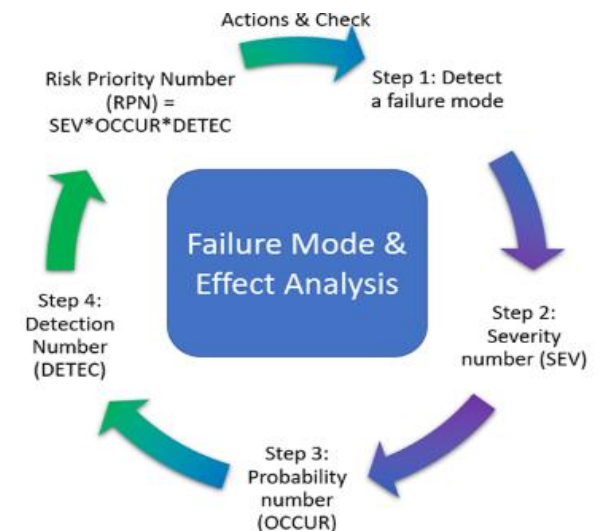 Actions & Check
Step 1: Detect
a failure mode
Step 2:
Severity
number (SEV)
Step 3:
Probability
number
(OCCUR)
Step 4:
Detection
Number
(DETEC)
Risk Priority Number
(RPN) =
SEV*OCCUR*DETEC
Failure Mode &
Effect Analysis